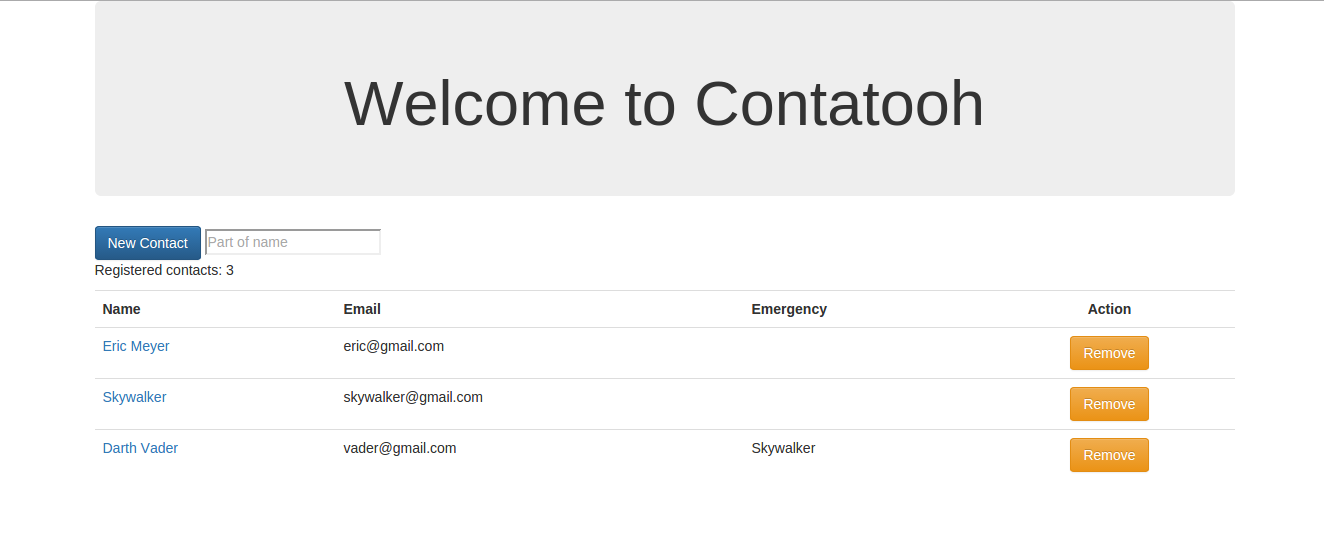 Welcome to Contatooh
New Contact Part of name
Registered contacts: 3
Name Email Emergency Action
Eric Meyer eric@gmail.com Remove
Skywalker skywalker@gmail.com Remove
Darth Vader vader@gmail.com Skywalker Remove